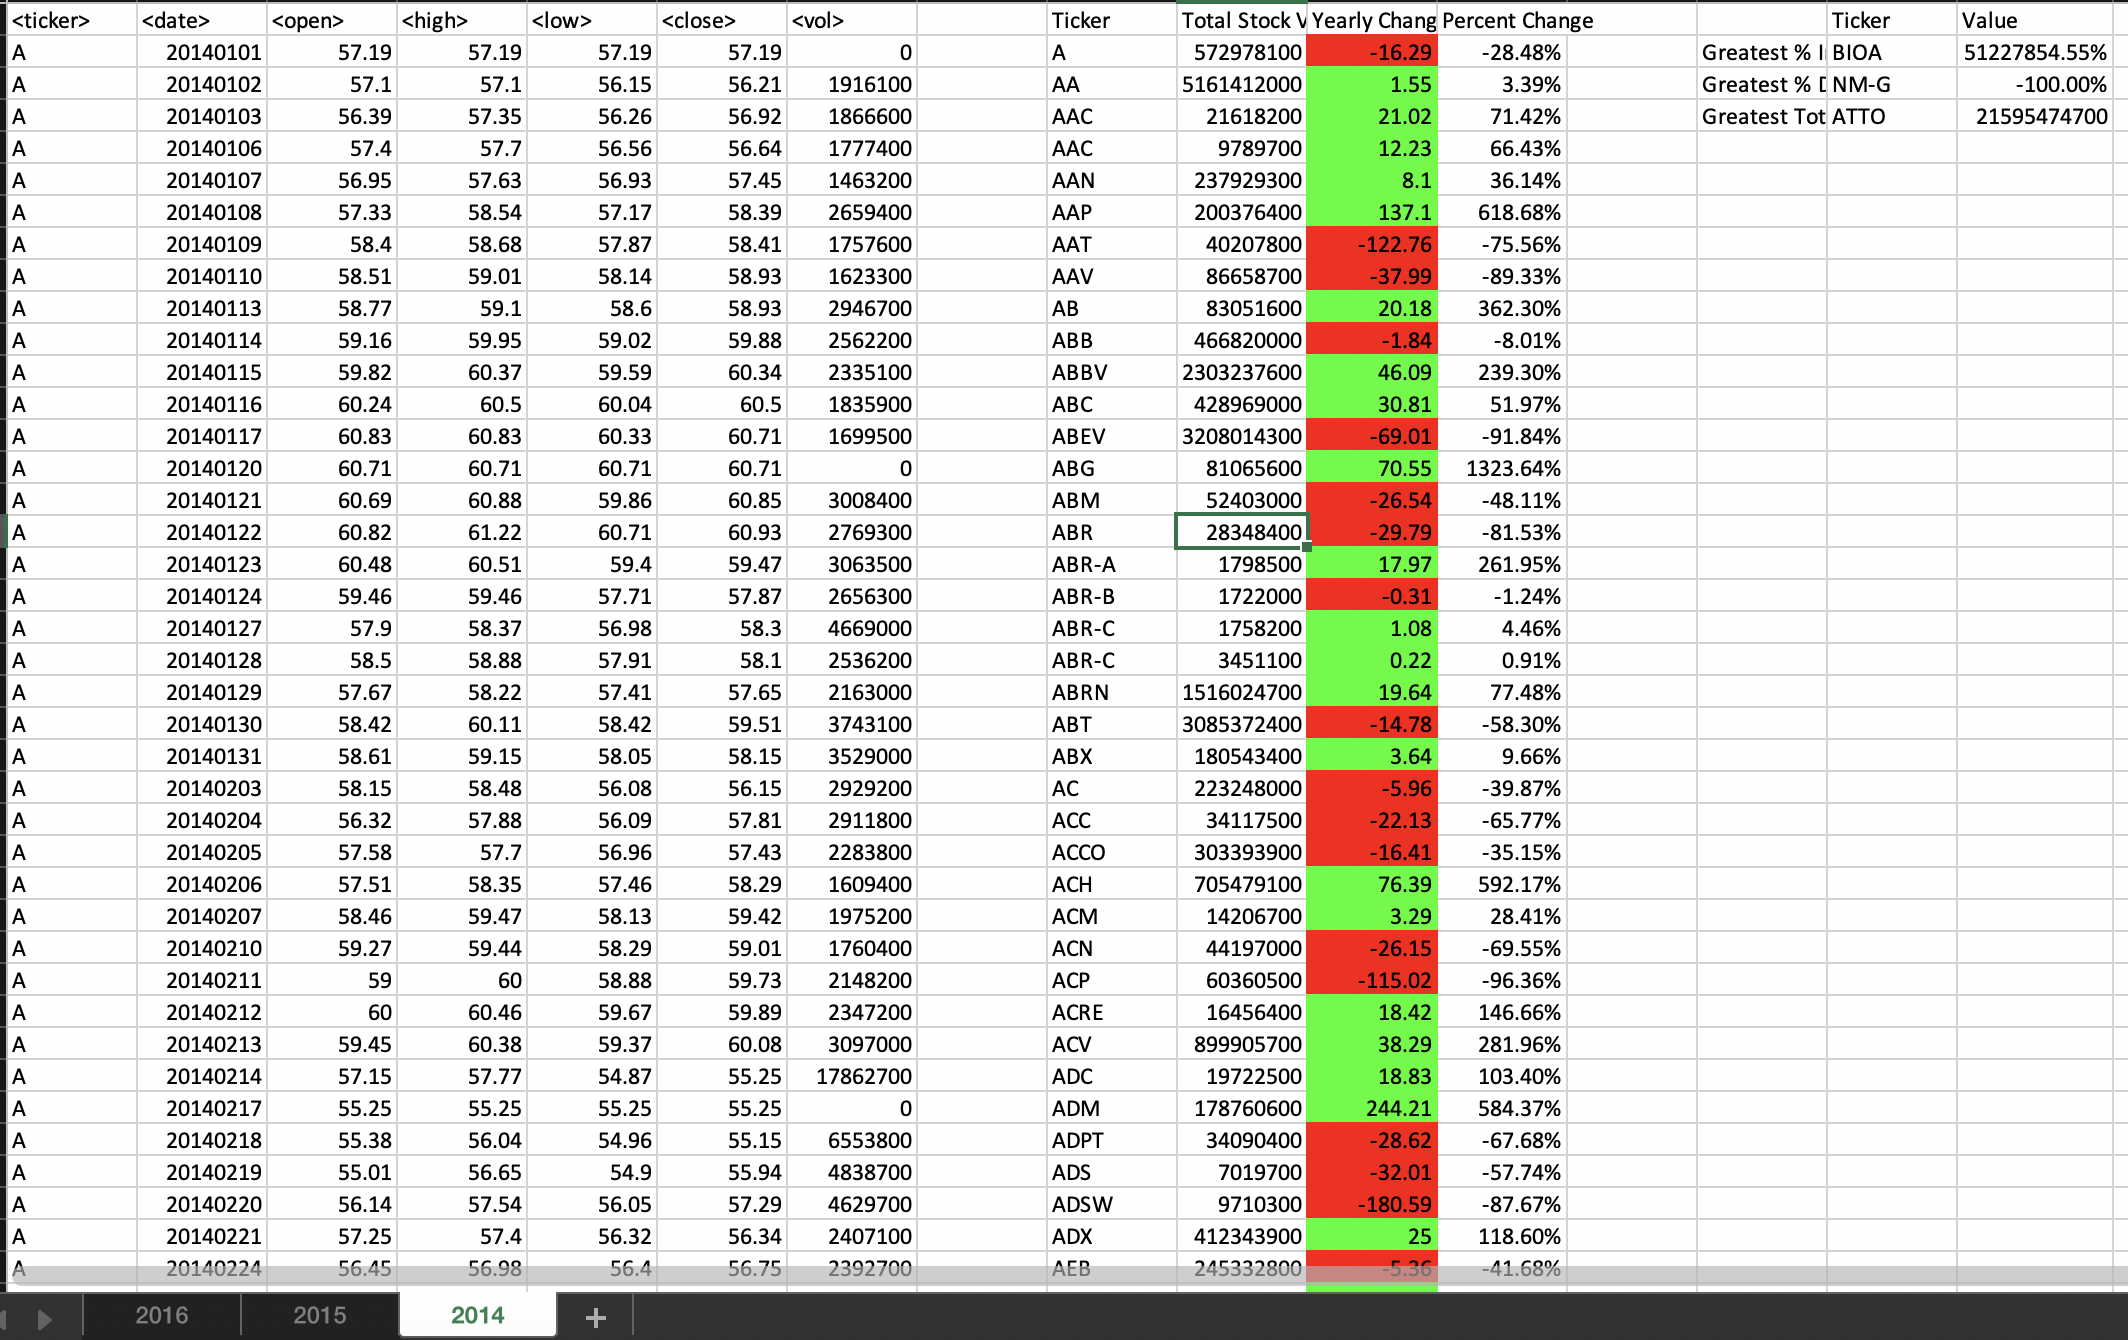 <ticker> <date> <open> <high> <low> <close> <vol> Ticker Total Stock V Yearly Chang Percent Change Ticker Value
A 20140101 57.19 57.19 57.19 57.19 0 A 572978100 -16.29 -28.48% Greatest % I BIOA 51227854.55%
A 20140102 57.1 57.1 56.15 56.21 1916100 AA 5161412000 1.55 3.39% Greatest % D NM-G -100.00%
A 20140103 56.39 57.35 56.26 56.92 1866600 AAC 21618200 21.02 71.42% Greatest Tot ATTO 21595474700
A 20140106 57.4 57.7 56.56 56.64 1777400 AAC 9789700 12.23 66.43%
A 20140107 56.95 57.63 56.93 57.45 1463200 AAN 237929300 8.1 36.14%
A 20140108 57.33 58.54 57.17 58.39 2659400 AAP 200376400 137.1 618.68%
A 20140109 58.4 58.68 57.87 58.41 1757600 AAT 40207800 -122.76 -75.56%
A 20140110 58.51 59.01 58.14 58.93 1623300 AAV 86658700 -37.99 -89.33%
A 20140113 58.77 59.1 58.6 58.93 2946700 AB 83051600 20.18 362.30%
A 20140114 59.16 59.95 59.02 59.88 2562200 ABB 466820000 -1.84 -8.01%
A 20140115 59.82 60.37 59.59 60.34 2335100 ABBV 2303237600 46.09 239.30%
A 20140116 60.24 60.5 60.04 60.5 1835900 ABC 428969000 30.81 51.97%
A 20140117 60.83 60.83 60.33 60.71 1699500 ABEV 3208014300 -69.01 -91.84%
A 20140120 60.71 60.71 60.71 60.71 0 ABG 81065600 70.55 1323.64%
A 20140121 60.69 60.88 59.86 60.85 3008400 ABM 52403000 -26.54 -48.11%
A 20140122 60.82 61.22 60.71 60.93 2769300 ABR 28348400 -29.79 -81.53%
A 20140123 60.48 60.51 59.4 59.47 3063500 ABR-A 1798500 17.97 261.95%
A 20140124 59.46 59.46 57.71 57.87 2656300 ABR-B 1722000 -0.31 -1.24%
A 20140127 57.9 58.37 56.98 58.3 4669000 ABR-C 1758200 1.08 4.46%
A 20140128 58.5 58.88 57.91 58.1 2536200 ABR-C 3451100 0.22 0.91%
A 20140129 57.67 58.22 57.41 57.65 2163000 ABRN 1516024700 19.64 77.48%
A 20140130 58.42 60.11 58.42 59.51 3743100 ABT 3085372400 -14.78 -58.30%
A 20140131 58.61 59.15 58.05 58.15 3529000 ABX 180543400 3.64 9.66%
A 20140203 58.15 58.48 56.08 56.15 2929200 AC 223248000 -5.96 -39.87%
A 20140204 56.32 57.88 56.09 57.81 2911800 ACC 34117500 -22.13 -65.77%
A 20140205 57.58 57.7 56.96 57.43 2283800 ACCO 303393900 -16.41 -35.15%
A 20140206 57.51 58.35 57.46 58.29 1609400 ACH 705479100 76.39 592.17%
A 20140207 58.46 59.47 58.13 59.42 1975200 ACM 14206700 3.29 28.41%
A 20140210 59.27 59.44 58.29 59.01 1760400 ACN 44197000 -26.15 -69.55%
A 20140211 59 60 58.88 59.73 2148200 ACP 60360500 -115.02 -96.36%
A 20140212 60 60.46 59.67 59.89 2347200 ACRE 16456400 18.42 146.66%
A 20140213 59.45 60.38 59.37 60.08 3097000 ACV 899905700 38.29 281.96%
A 20140214 57.15 57.77 54.87 55.25 17862700 ADC 19722500 18.83 103.40%
A 20140217 55.25 55.25 55.25 55.25 0 ADM 178760600 244.21 584.37%
A 20140218 55.38 56.04 54.96 55.15 6553800 ADPT 34090400 -28.62 -67.68%
A 20140219 55.01 56.65 54.9 55.94 4838700 ADS 7019700 -32.01 -57.74%
A 20140220 56.14 57.54 56.05 57.29 4629700 ADSW 9710300 -180.59 -87.67%
A 20140221 57.25 57.4 56.32 56.34 2407100 ADX 412343900 25 118.60%
A 20140224 56.45 56.98 56.4 56.75 2392700 AEB 245332800 -5.36 -41.68%
2016 2015 2014 +